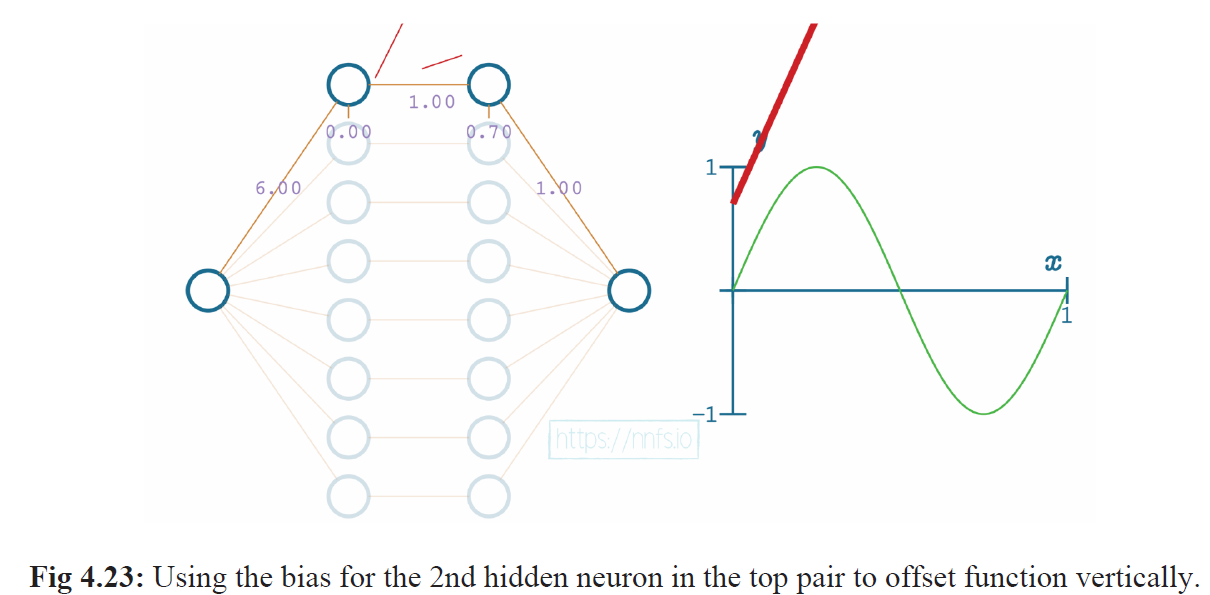 1.00
0.00
0.70
6.00
1.00
y
1
x
1
−1
https://nnfs.io
Fig 4.23: Using the bias for the 2nd hidden neuron in the top pair to offset function vertically.